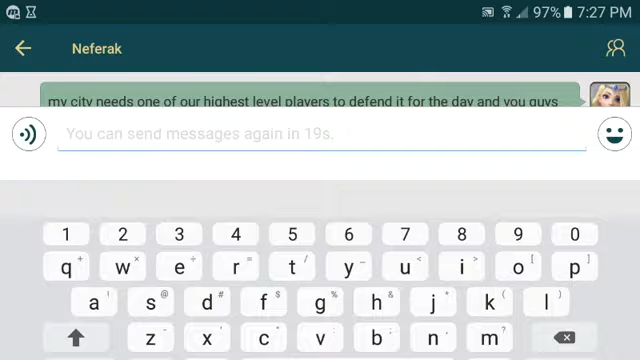 97% 7:27 PM
Neferak
my city needs one of our highest level players to defend it for the day and you guys
You can send messages again in 19s.
1 2 3 4 5 6 7 8 9 0
q + w × e ÷ r = t / y _ u < i > o [ p ]
a ! s @ d # f $ g % h & j * k ( l )
z - x ' c " v : b ; n , m ?